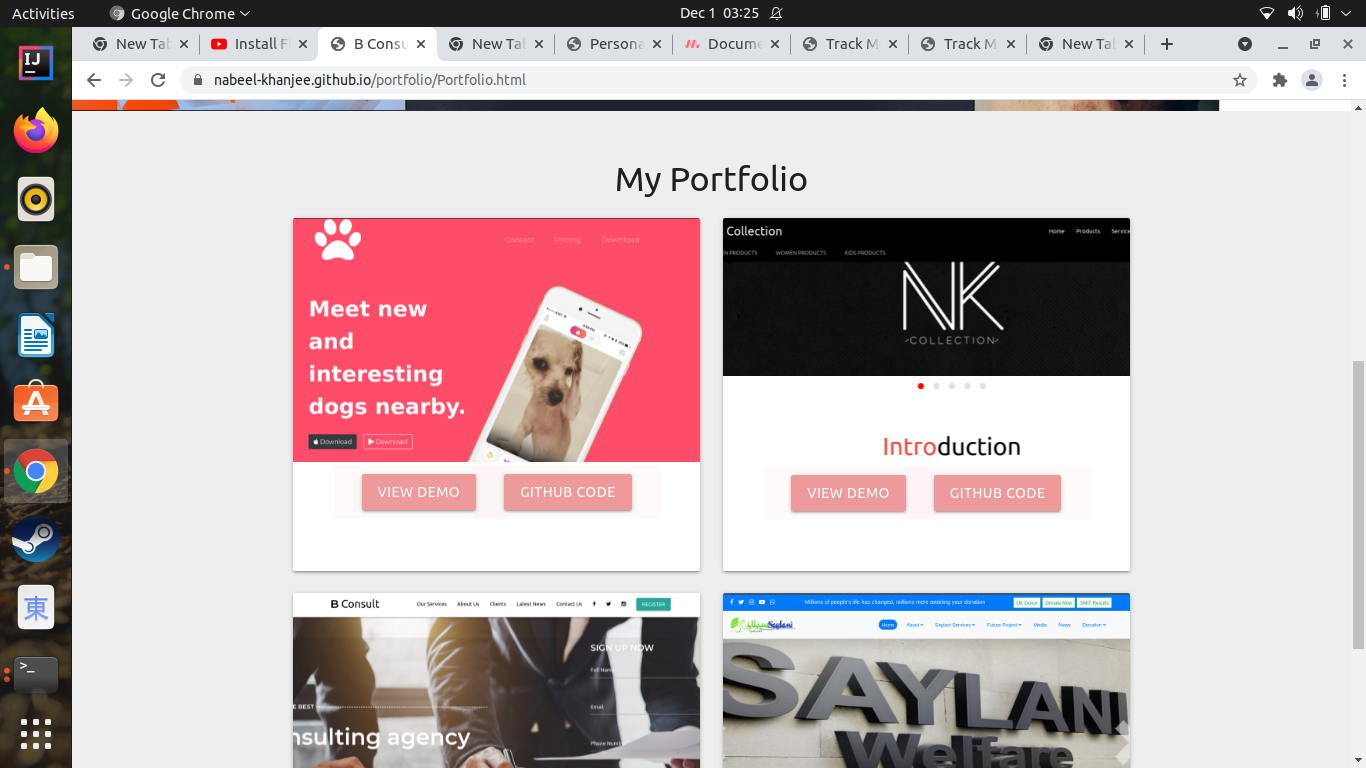 Activities Google Chrome Dec 1 03:25
New Tab Install Fl B Consu New Tab Persona Docume Track M Track M New Tab
nabeel-khanjee.github.io/portfolio/Portfolio.html
IJ
My Portfolio
Contact Pricing Download
Meet new
and
interesting
dogs nearby.
Download Download
VIEW DEMO GITHUB CODE
Collection Home Products Service
N PRODUCTS WOMEN PRODUCTS KIDS PRODUCTS
NK
COLLECTION
Introduction
VIEW DEMO GITHUB CODE
B Consult Our Services About Us Clients Latest News Contact Us REGISTER
SIGN UP NOW
Full Name
E BEST
Email
nsulting agency
Phone Number
Millions of people's life has changed, millions more awaiting your donation UK Donor Donate Now SMIT Results
Saylani Home About Saylani Services Future Project Media News Donation
SAYLANI
Welfare
東
>_